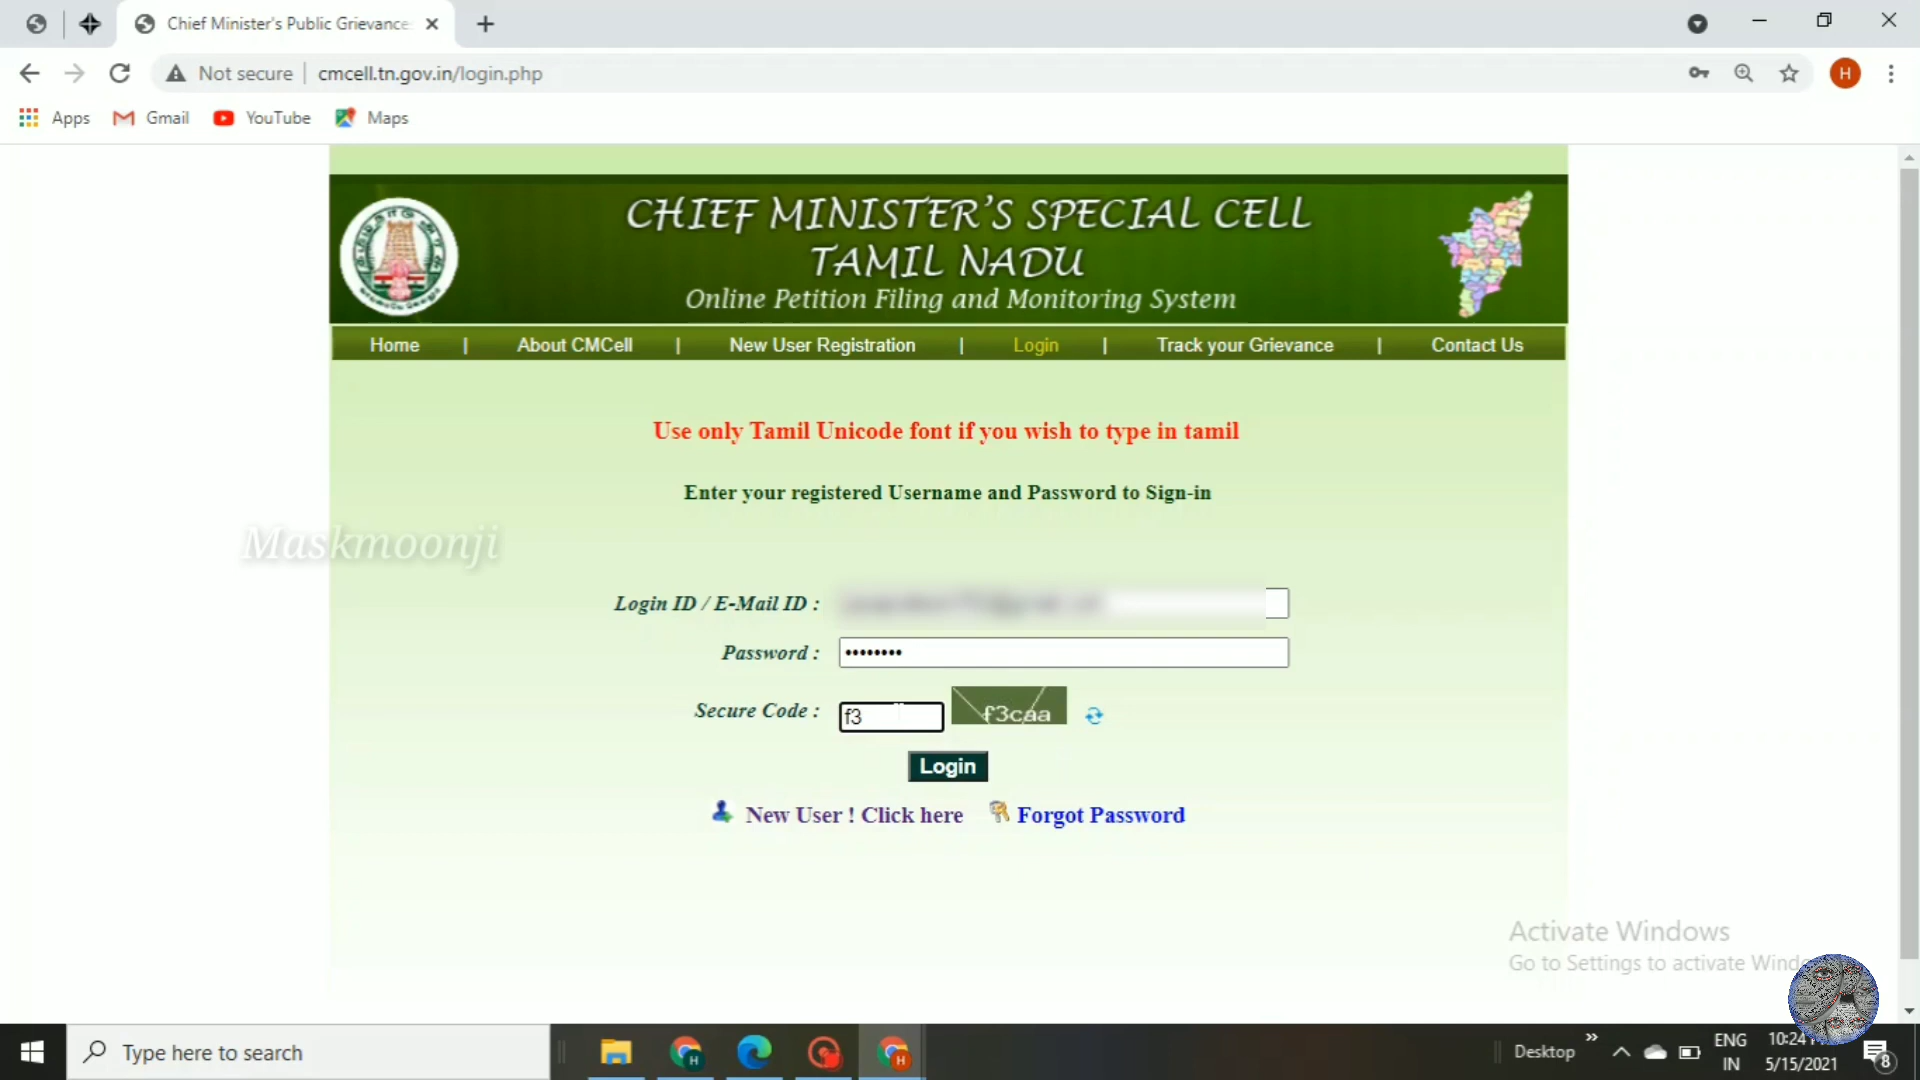 Chief Minister's Public Grievance
Not secure | cmcell.tn.gov.in/login.php
H
Apps Gmail YouTube Maps
CHIEF MINISTER'S SPECIAL CELL
TAMIL NADU
Online Petition Filing and Monitoring System
Home | About CMCell | New User Registration | Login | Track your Grievance | Contact Us
Use only Tamil Unicode font if you wish to type in tamil
Enter your registered Username and Password to Sign-in
Maskmoonji
Login ID / E-Mail ID :
Password : ••••••••
Secure Code : f3 f3caa
Login
New User ! Click here Forgot Password
Activate Windows
Go to Settings to activate
Type here to search
H
H
Desktop
ENG
IN
10:24
5/15/2021
8